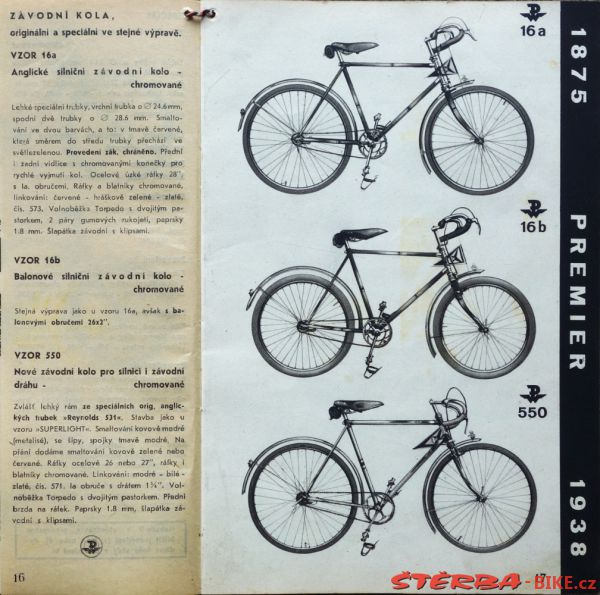 ZÁVODNÍ KOLA,
originální a speciální ve stejné výpravě.
VZOR 16a
Anglické silniční závodní kolo -
chromované
Lehké speciální trubky, vrchní trubka o ∅ 24.6 mm,
spodní dvě trubky o ∅ 28.6 mm. Smalto-
vání ve dvou barvách, a to: v tmavě červené,
která směrem do středu trubky přechází ve
světlezelenou. Provedení zák. chráněno. Přední
i zadní vidlice s chromovanými konečky pro
rychlé vyjmutí kol. Ocelové úzké ráfky 28",
s la. obručemi. Ráfky a blatníky chromované,
linkování: červené - hráškově zelené - zlaté,
čís. 573. Volnoběžka Torpedo s dvojitým pa-
storkem, 2 páry gumových rukojetí, paprsky
1.8 mm. Šlapátka závodní s klipsami.
VZOR 16b
Balonové silniční závodní kolo -
chromované
Stejná výprava jako u vzoru 16a, avšak s ba-
lonovými obručemi 26x2".
VZOR 550
Nové závodní kolo pro silnici i závodní
dráhu - chromované
Zvlášť lehký rám ze speciálních orig. anglic-
kých trubek »Reynolds 531«. Stavba jako u
vzoru »SUPERLIGHT«. Smaltování kovově modré
(metalisé), se šípy, spojky tmavě modré. Na
přání dodáme smaltování kovově zelené nebo
červené. Ráfky ocelové 26 nebo 27", ráfky i
blatníky chromované. Linkování: modré - bílé -
zlaté, čís. 571. la obruče s drátem 1¼". Vol-
noběžka Torpedo s dvojitým pastorkem. Přední
brzda na ráfek. Paprsky 1.8 mm, šlapátka zá-
vodní s klipsami.
16
16a
16b
550
17
1875 PREMIER 1938
ŠTĚRBA-BIKE.cz